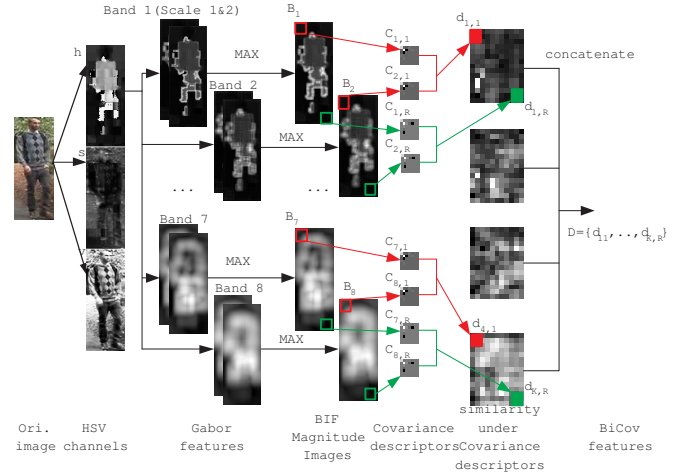 Band 1(Scale 1&2)
B1
MAX
C1,1
d1,1
concatenate
h
Band 2
B2
C2,1
C1,R
d1,R
MAX
C2,R
s
...
...
D={d11,..,dK,R}
Band 7
B7
MAX
C7,1
Band 8
B8
C8,1
C7,R
d4,1
MAX
C8,R
dK,R
Ori.
image
HSV
channels
Gabor
features
BIF
Magnitude
Images
Covariance
descriptors
similarity
under
Covariance
descriptors
BiCov
features